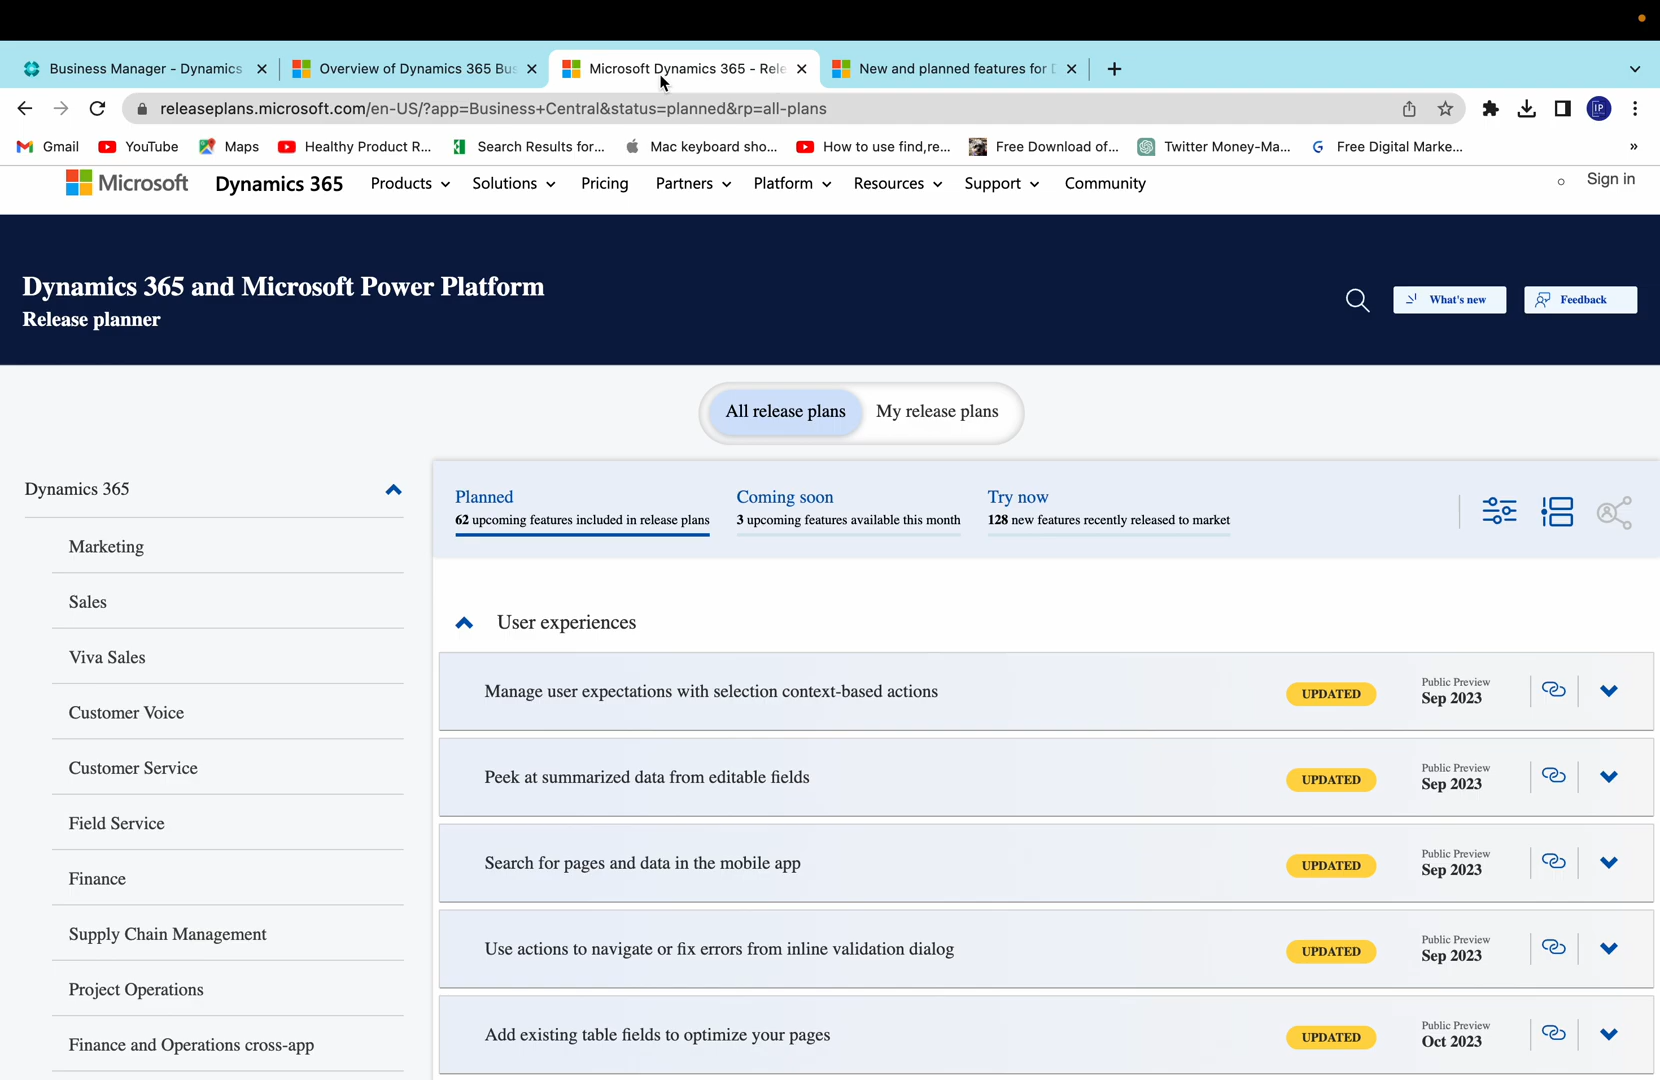 Business Manager - Dynamics
Overview of Dynamics 365 Bus
Microsoft Dynamics 365 - Rele
New and planned features for D
releaseplans.microsoft.com/en-US/?app=Business+Central&status=planned&rp=all-plans
IP
Gmail
YouTube
Maps
Healthy Product R...
Search Results for...
Mac keyboard sho...
How to use find,re...
Free Download of...
Twitter Money-Ma...
Free Digital Marke...
»
Microsoft
Dynamics 365
Products
Solutions
Pricing
Partners
Platform
Resources
Support
Community
Sign in
Dynamics 365 and Microsoft Power Platform
Release planner
What's new
Feedback
All release plans
My release plans
Dynamics 365
Marketing
Sales
Viva Sales
Customer Voice
Customer Service
Field Service
Finance
Supply Chain Management
Project Operations
Finance and Operations cross-app
Planned
62 upcoming features included in release plans
Coming soon
3 upcoming features available this month
Try now
128 new features recently released to market
User experiences
Manage user expectations with selection context-based actions
UPDATED
Public Preview
Sep 2023
Peek at summarized data from editable fields
UPDATED
Public Preview
Sep 2023
Search for pages and data in the mobile app
UPDATED
Public Preview
Sep 2023
Use actions to navigate or fix errors from inline validation dialog
UPDATED
Public Preview
Sep 2023
Add existing table fields to optimize your pages
UPDATED
Public Preview
Oct 2023